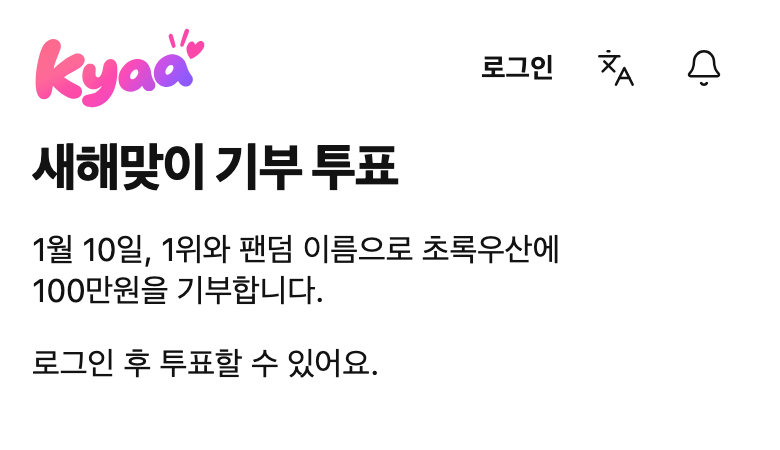 kyaa
로그인
새해맞이 기부 투표
1월 10일, 1위와 팬덤 이름으로 초록우산에
100만원을 기부합니다.
로그인 후 투표할 수 있어요.